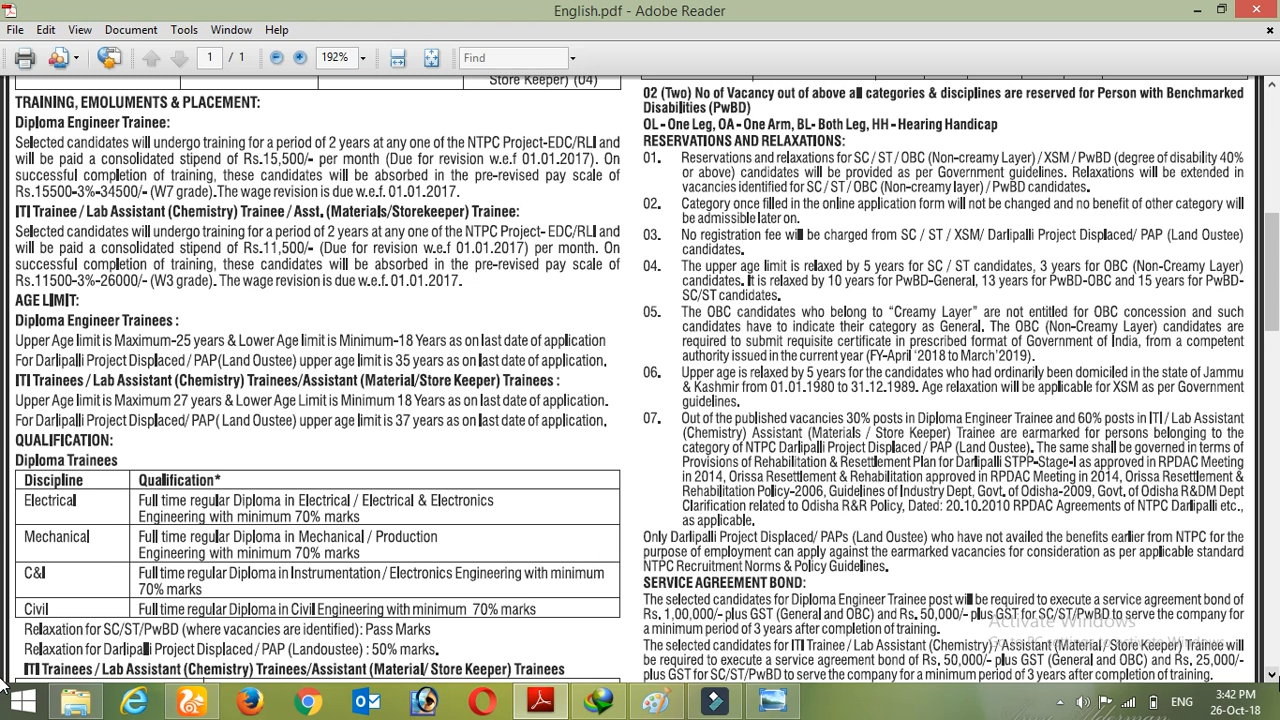 English.pdf - Adobe Reader
File Edit View Document Tools Window Help
1 / 1 192% Find
Store Keeper) (04)
TRAINING, EMOLUMENTS & PLACEMENT:
Diploma Engineer Trainee:
Selected candidates will undergo training for a period of 2 years at any one of the NTPC Project-EDC/RLI and
will be paid a consolidated stipend of Rs.15,500/- per month (Due for revision w.e.f 01.01.2017). On
successful completion of training, these candidates will be absorbed in the pre-revised pay scale of
Rs.15500-3%-34500/- (W7 grade).The wage revision is due w.e.f. 01.01.2017.
ITI Trainee / Lab Assistant (Chemistry) Trainee / Asst. (Materials/Storekeeper) Trainee:
Selected candidates will undergo training for a period of 2 years at any one of the NTPC Project- EDC/RLI and
will be paid a consolidated stipend of Rs.11,500/- (Due for revision w.e.f 01.01.2017) per month. On
successful completion of training, these candidates will be absorbed in the pre-revised pay scale of
Rs.11500-3%-26000/- (W3 grade). The wage revision is due w.e.f. 01.01.2017.
AGE LIMIT:
Diploma Engineer Trainees :
Upper Age limit is Maximum-25 years & Lower Age limit is Minimum-18 Years as on last date of application
For Darlipalli Project Displaced / PAP (Land Oustee) upper age limit is 35 years as on last date of application.
ITI Trainees / Lab Assistant (Chemistry) Trainees/Assistant (Material/Store Keeper) Trainees :
Upper Age limit is Maximum 27 years & Lower Age Limit is Minimum 18 Years as on last date of application.
For Darlipalli Project Displaced/ PAP( Land Oustee) upper age limit is 37 years as on last date of application.
QUALIFICATION:
Diploma Trainees
Discipline Qualification*
Electrical Full time regular Diploma in Electrical / Electrical & Electronics
Engineering with minimum 70% marks
Mechanical Full time regular Diploma in Mechanical / Production
Engineering with minimum 70% marks
C&I Full time regular Diploma in Instrumentation / Electronics Engineering with minimum
70% marks
Civil Full time regular Diploma in Civil Engineering with minimum 70% marks
Relaxation for SC/ST/PwBD (where vacancies are identified): Pass Marks
Relaxation for Darlipalli Project Displaced / PAP (Landoustee) : 50% marks.
ITI Trainees / Lab Assistant (Chemistry) Trainees/Assistant (Material/ Store Keeper) Trainees
02 (Two) No of Vacancy out of above all categories & disciplines are reserved for Person with Benchmarked
Disabilities (PwBD)
OL - One Leg, OA - One Arm, BL- Both Leg, HH - Hearing Handicap
RESERVATIONS AND RELAXATIONS:
01. Reservations and relaxations for SC / ST / OBC (Non-creamy Layer) / XSM / PwBD (degree of disability 40%
or above) candidates will be provided as per Government guidelines. Relaxations will be extended in
vacancies identified for SC / ST / OBC (Non-creamy layer) / PwBD candidates.
02. Category once filled in the online application form will not be changed and no benefit of other category will
be admissible later on.
03. No registration fee will be charged from SC / ST / XSM/ Darlipalli Project Displaced/ PAP (Land Oustee)
candidates.
04. The upper age limit is relaxed by 5 years for SC / ST candidates, 3 years for OBC (Non-Creamy Layer)
candidates. It is relaxed by 10 years for PwBD-General, 13 years for PwBD-OBC and 15 years for PwBD-
SC/ST candidates.
05. The OBC candidates who belong to "Creamy Layer" are not entitled for OBC concession and such
candidates have to indicate their category as General. The OBC (Non-Creamy Layer) candidates are
required to submit requisite certificate in prescribed format of Government of India, from a competent
authority issued in the current year (FY-April '2018 to March'2019).
06. Upper age is relaxed by 5 years for the candidates who had ordinarily been domiciled in the state of Jammu
& Kashmir from 01.01.1980 to 31.12.1989. Age relaxation will be applicable for XSM as per Government
guidelines.
07. Out of the published vacancies 30% posts in Diploma Engineer Trainee and 60% posts in ITI / Lab Assistant
(Chemistry) Assistant (Materials / Store Keeper) Trainee are earmarked for persons belonging to the
category of NTPC Darlipalli Project Displaced / PAP (Land Oustee). The same shall be governed in terms of
Provisions of Rehabilitation & Resettlement Plan for Darlipalli STPP-Stage-I as approved in RPDAC Meeting
in 2014, Orissa Resettlement & Rehabilitation approved in RPDAC Meeting in 2014, Orissa Resettlement &
Rehabilitation Policy-2006, Guidelines of Industry Dept, Govt. of Odisha-2009, Govt. of Odisha R&DM Dept
Clarification related to Odisha R&R Policy, Dated: 20.10.2010 RPDAC Agreements of NTPC Darlipalli etc.,
as applicable.
Only Darlipalli Project Displaced/ PAPs (Land Oustee) who have not availed the benefits earlier from NTPC for the
purpose of employment can apply against the earmarked vacancies for consideration as per applicable standard
NTPC Recruitment Norms & Policy Guidelines.
SERVICE AGREEMENT BOND:
The selected candidates for Diploma Engineer Trainee post will be required to execute a service agreement bond of
Rs, 1,00,000/- plus GST (General and OBC) and Rs. 50,000/- plus GST for SC/ST/PwBD to serve the company for
a minimum period of 3 years after completion of training.
The selected candidates for ITI Trainee / Lab Assistant (Chemistry) / Assistant (Material/ Store Keeper) Trainee will
be required to execute a service agreement bond of Rs. 50,000/- plus GST (General and OBC) and Rs. 25,000/-
plus GST for SC/ST/PwBD to serve the company for a minimum period of 3 years after completion of training.
Activate Windows
Go to PC settings to activate Windows.
ENG
3:42 PM
26-Oct-18